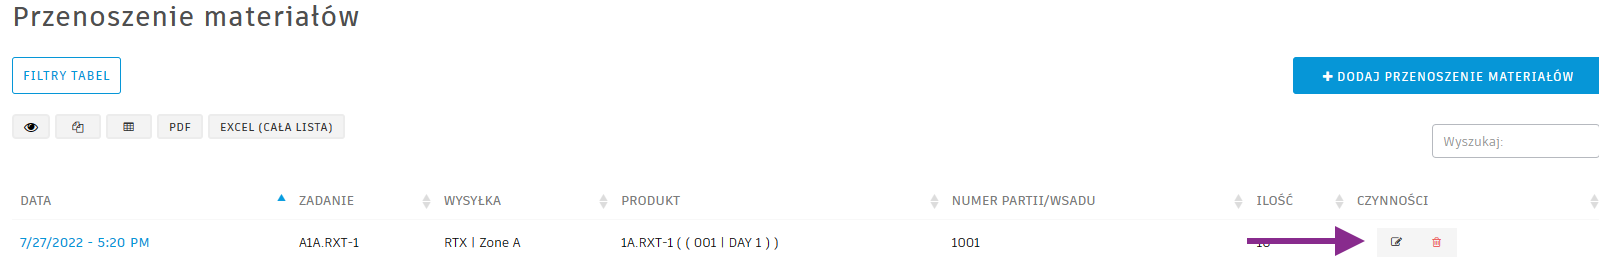 Przenoszenie materiałów
FILTRY TABEL
DODAJ PRZENOSZENIE MATERIAŁÓW
PDF EXCEL (CAŁA LISTA)
Wyszukaj:
DATA ZADANIE WYSYŁKA PRODUKT NUMER PARTII/WSADU ILOŚĆ CZYNNOŚCI
7/27/2022 - 5:20 PM A1A.RXT-1 RTX | Zone A 1A.RXT-1 ( ( 001 | DAY 1 ) ) 1001